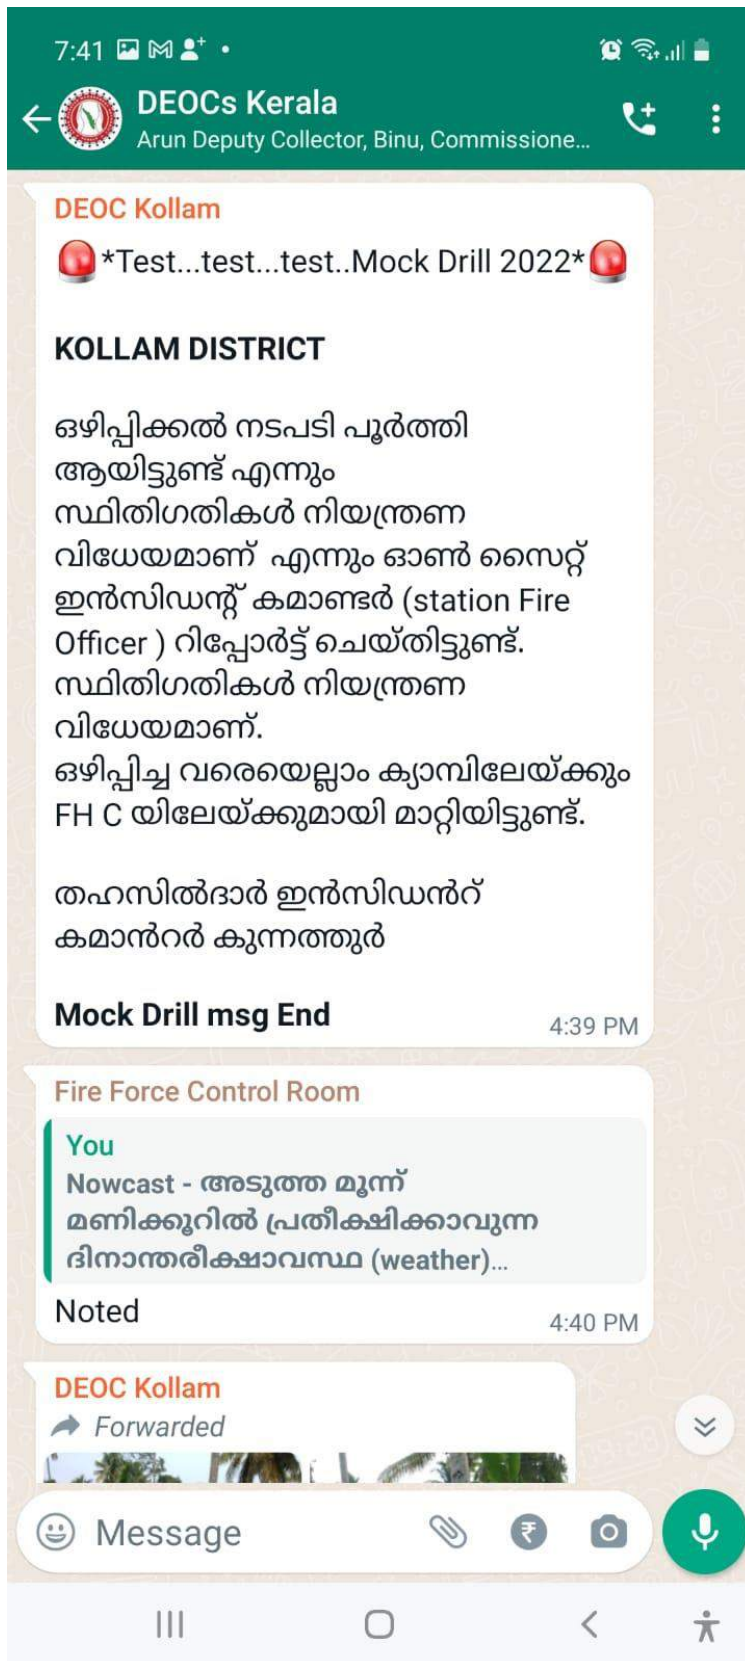 7:41
DEOCs Kerala
Arun Deputy Collector, Binu, Commissione...
DEOC Kollam
🚨*Test...test...test..Mock Drill 2022*🚨
KOLLAM DISTRICT
ഒഴിപ്പിക്കൽ നടപടി പൂർത്തി
ആയിട്ടുണ്ട് എന്നും
സ്ഥിതിഗതികൾ നിയന്ത്രണ
വിധേയമാണ്  എന്നും ഓൺ സൈറ്റ്
ഇൻസിഡന്റ് കമാണ്ടർ (station Fire
Officer ) റിപ്പോർട്ട് ചെയ്തിട്ടുണ്ട്.
സ്ഥിതിഗതികൾ നിയന്ത്രണ
വിധേയമാണ്.
ഒഴിപ്പിച്ച വരെയെല്ലാം ക്യാമ്പിലേയ്ക്കും
FH C യിലേയ്ക്കുമായി മാറ്റിയിട്ടുണ്ട്.
തഹസിൽദാർ ഇൻസിഡൻറ്
കമാൻറർ കുന്നത്തുർ
Mock Drill msg End
4:39 PM
Fire Force Control Room
You
Nowcast - അടുത്ത മൂന്ന്
മണിക്കൂറിൽ പ്രതീക്ഷിക്കാവുന്ന
ദിനാന്തരീക്ഷാവസ്ഥ (weather)...
Noted
4:40 PM
DEOC Kollam
Forwarded
Message